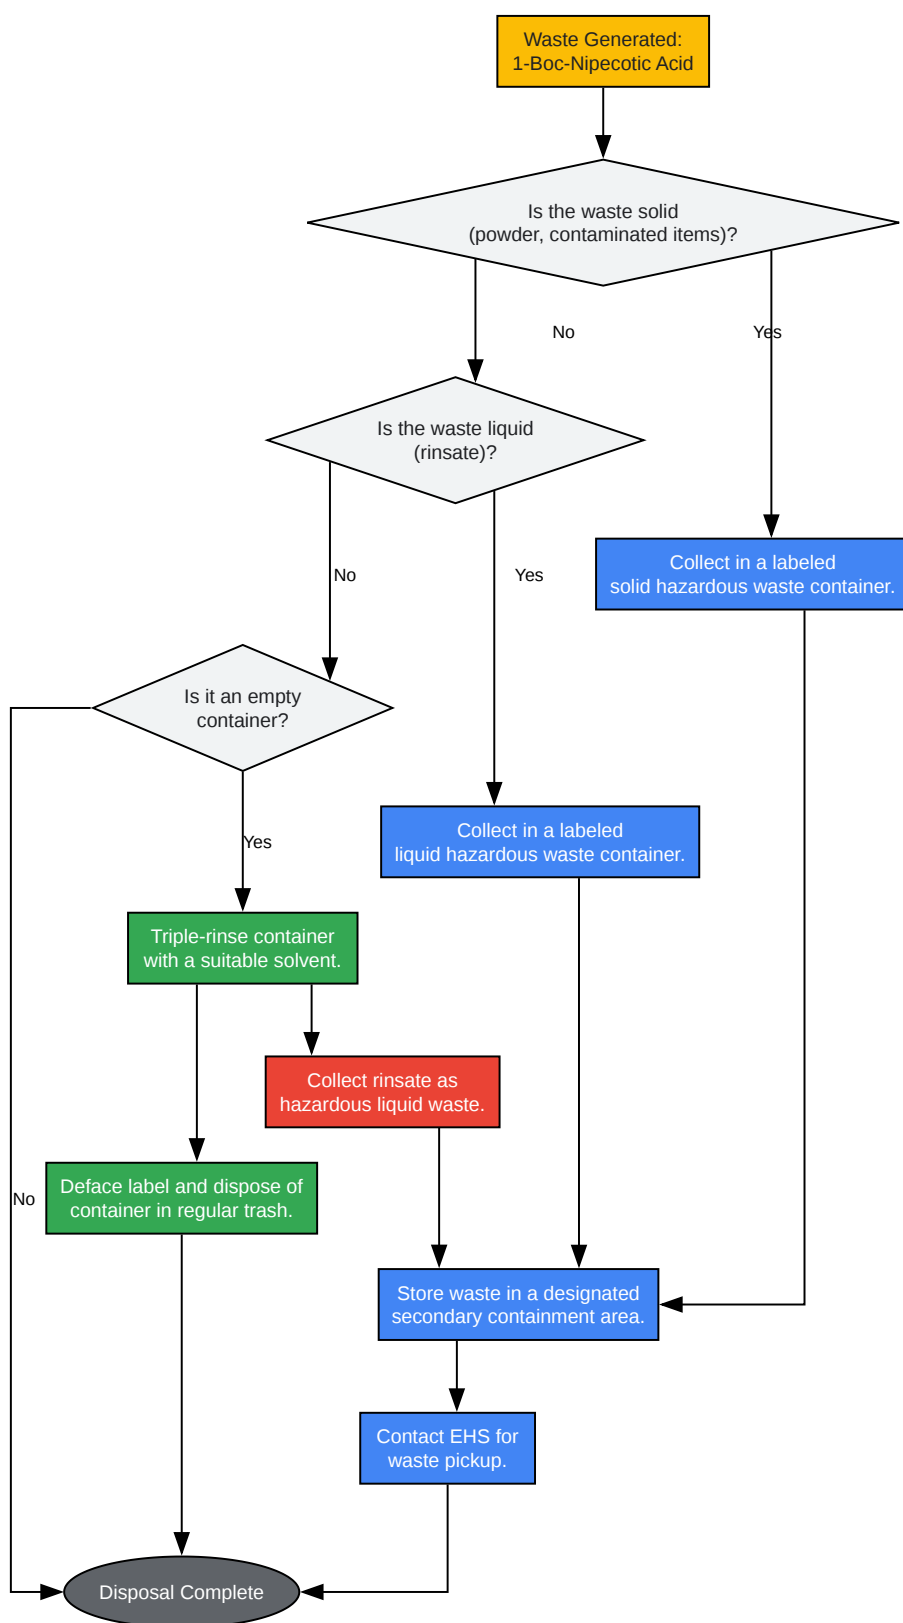 Waste Generated:
1-Boc-Nipecotic Acid
Is the waste solid
(powder, contaminated items)?
No
Yes
Is the waste liquid
(rinsate)?
Collect in a labeled
solid hazardous waste container.
No
Yes
Is it an empty
container?
Collect in a labeled
liquid hazardous waste container.
Yes
Triple-rinse container
with a suitable solvent.
Collect rinsate as
hazardous liquid waste.
Deface label and dispose of
container in regular trash.
No
Store waste in a designated
secondary containment area.
Contact EHS for
waste pickup.
Disposal Complete